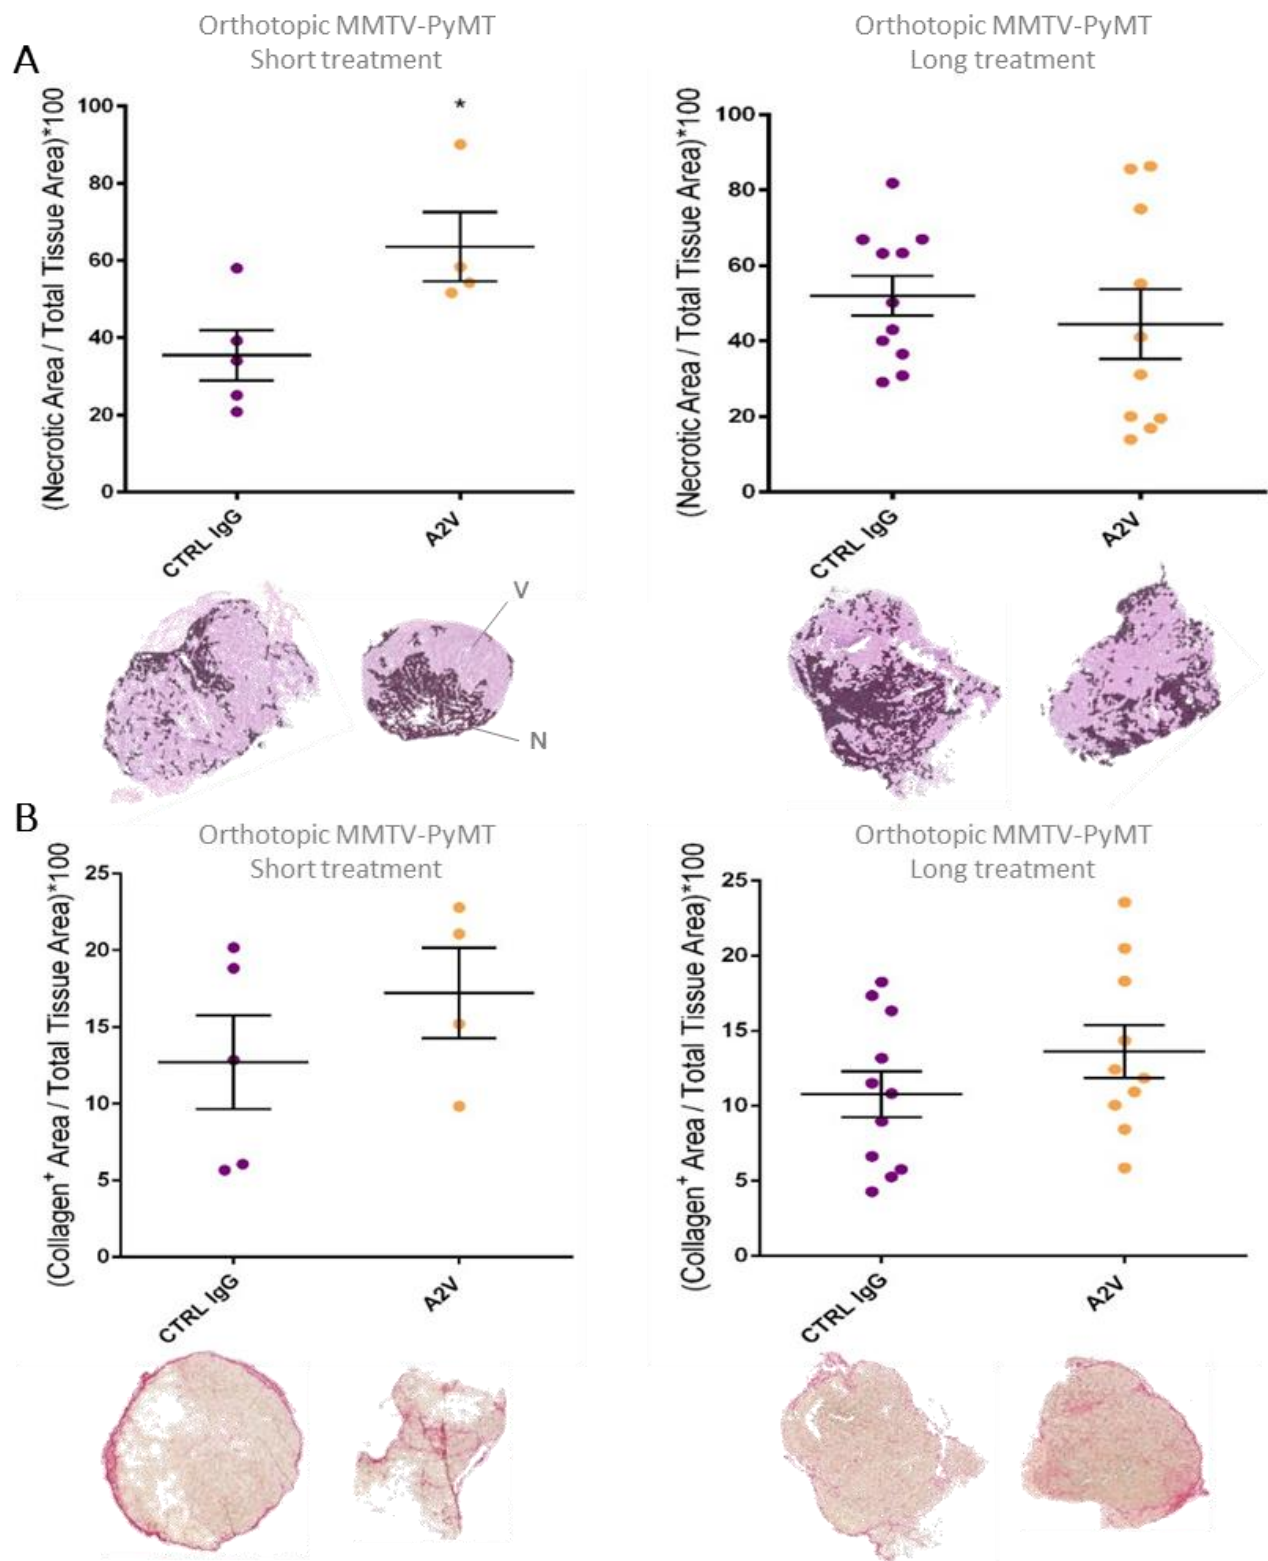 Orthotopic MMTV-PyMT
Short treatment
Orthotopic MMTV-PyMT
Long treatment
A
(Necrotic Area / Total Tissue Area)*100
100
80
60
40
20
0
*
CTRL IgG
A2V
(Necrotic Area / Total Tissue Area)*100
100
80
60
40
20
0
CTRL IgG
A2V
V
N
B
Orthotopic MMTV-PyMT
Short treatment
Orthotopic MMTV-PyMT
Long treatment
(Collagen⁺ Area / Total Tissue Area)*100
25
20
15
10
5
0
CTRL IgG
A2V
(Collagen⁺ Area / Total Tissue Area)*100
25
20
15
10
5
0
CTRL IgG
A2V